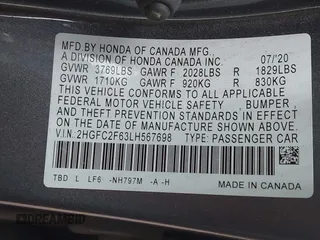 MFD BY HONDA OF CANADA MFG.,
A DIVISION OF HONDA CANADA INC. 07/'20
GVWR 3769LBS GAWR F 2028LBS R 1829LBS
GVWR 1710KG GAWR F 920KG R 830KG
THIS VEHICLE CONFORMS TO ALL APPLICABLE
FEDERAL MOTOR VEHICLE SAFETY, BUMPER,
AND THEFT PREVENTION STANDARDS IN EFFECT
ON THE DATE OF MANUFACTURE SHOWN ABOVE.
V.I.N:2HGFC2F63LH567698 TYPE:PASSENGER CAR
TBD L LF6 -NH797M -A -H
MADE IN CANADA